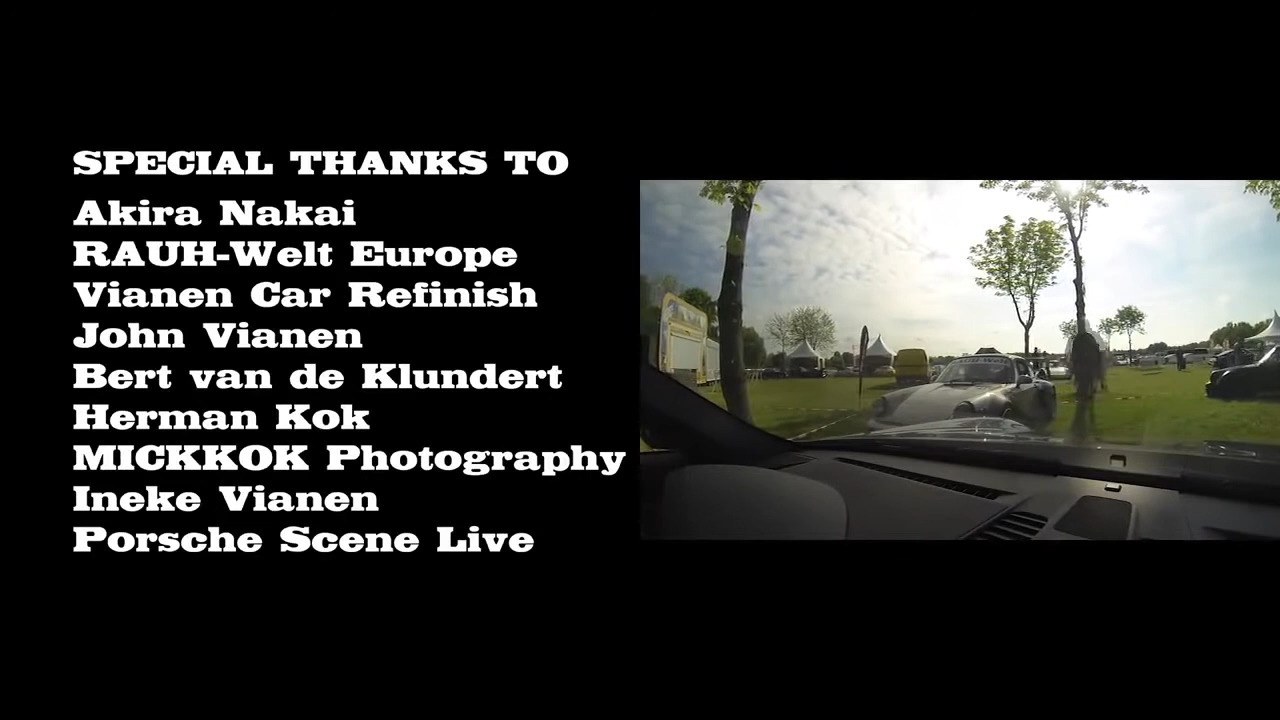 SPECIAL THANKS TO
Akira Nakai
RAUH-Welt Europe
Vianen Car Refinish
John Vianen
Bert van de Klundert
Herman Kok
MICKKOK Photography
Ineke Vianen
Porsche Scene Live